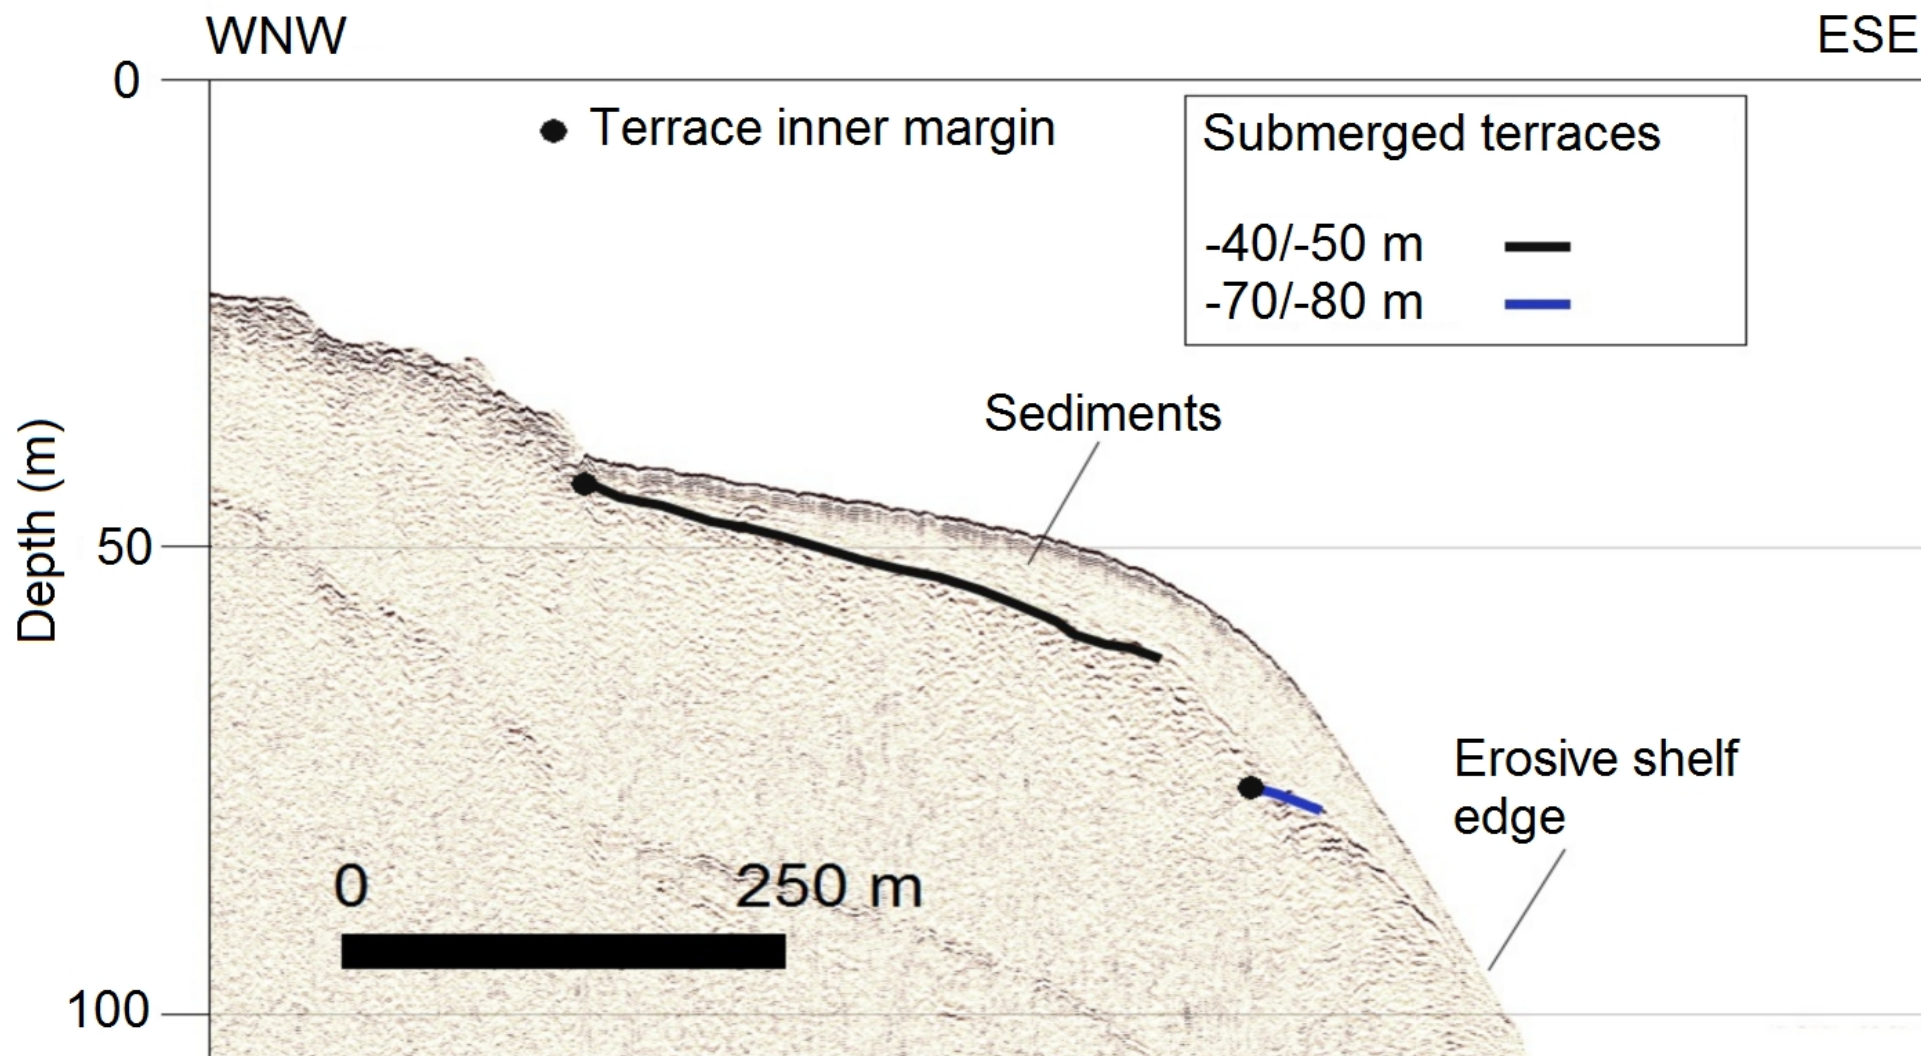 WNW
ESE
0
Terrace inner margin
Submerged terraces
-40/-50 m
-70/-80 m
Sediments
50
Depth (m)
Erosive shelf
edge
0
250 m
100